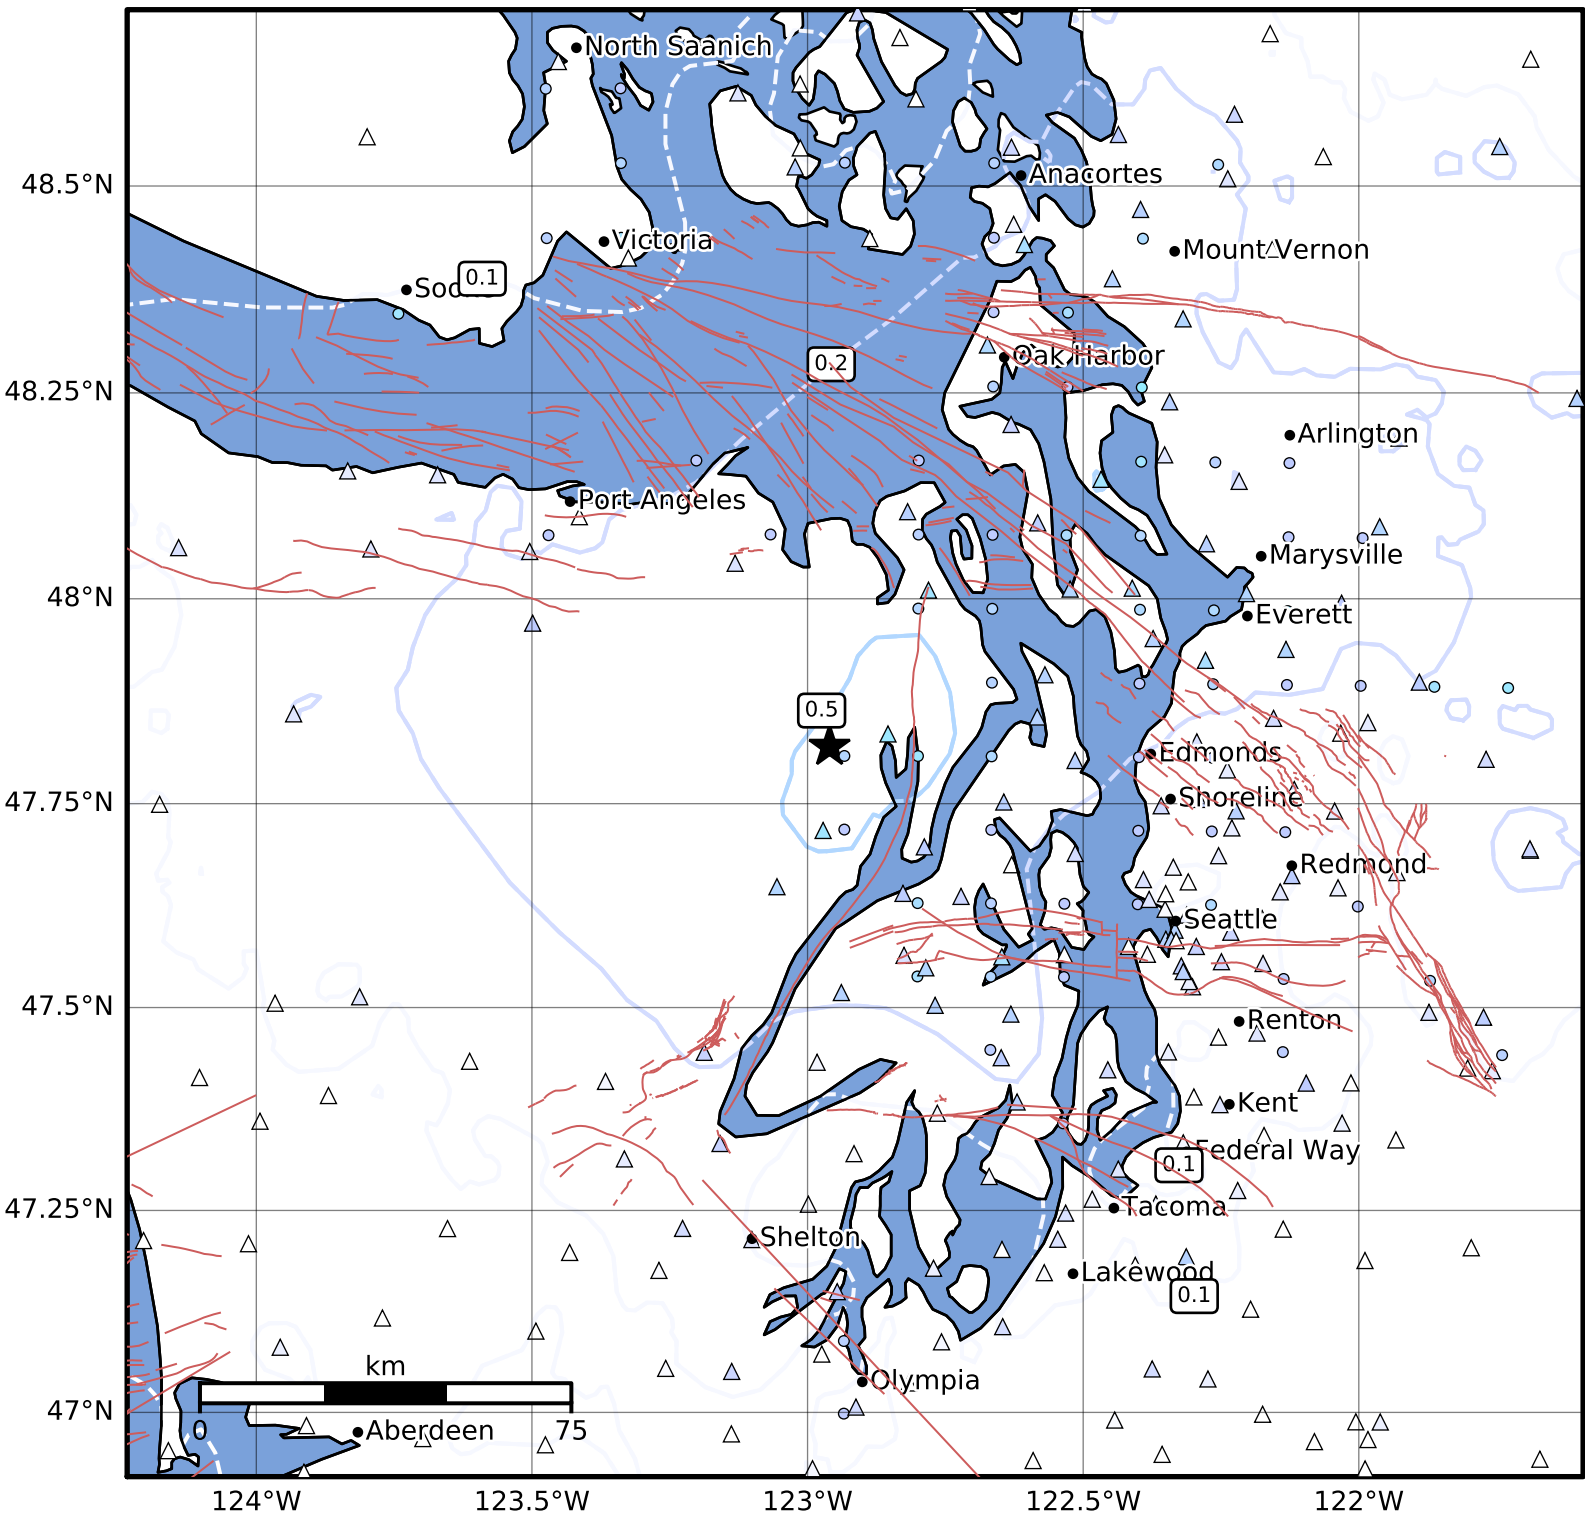 North Saanich
Anacortes
48.5°N
Victoria
Mount Vernon
0.1
Oak Harbor
0.2
48.25°N
Arlington
Port Angeles
Marysville
48°N
Everett
0.5
Edmonds
Shoreline
47.75°N
Redmond
Seattle
47.5°N
Renton
Kent
Federal Way
0.1
47.25°N
Tacoma
Shelton
Lakewood
0.1
km
Olympia
47°N
0
75
Aberdeen
124°W
123.5°W
123°W
122.5°W
122°W